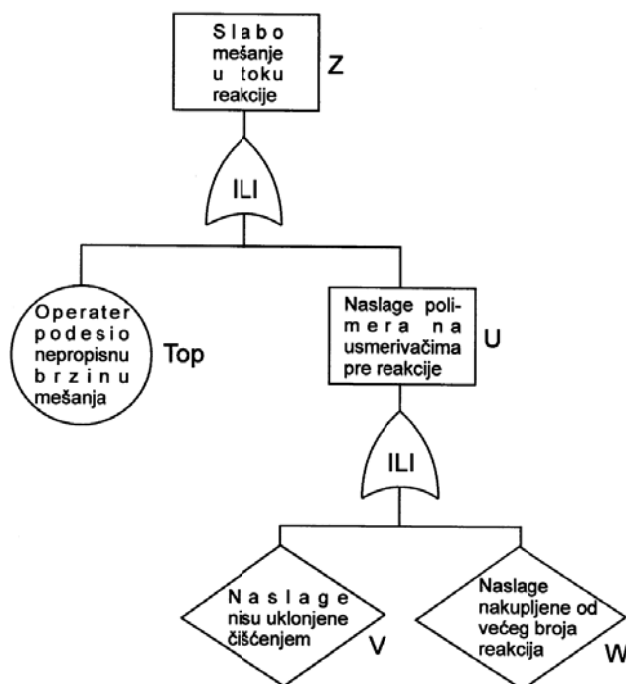 Slabo
mešanje
u toku
reakcije
Z
ILI
Operater
podesio
nepropisnu
brzinu
mešanja
Top
Naslage poli-
mera na
usmerivačima
pre reakcije
U
ILI
Naslage
nisu uklonjene
čišćenjem
V
Naslage
nakupljene od
većeg broja
reakcija
W